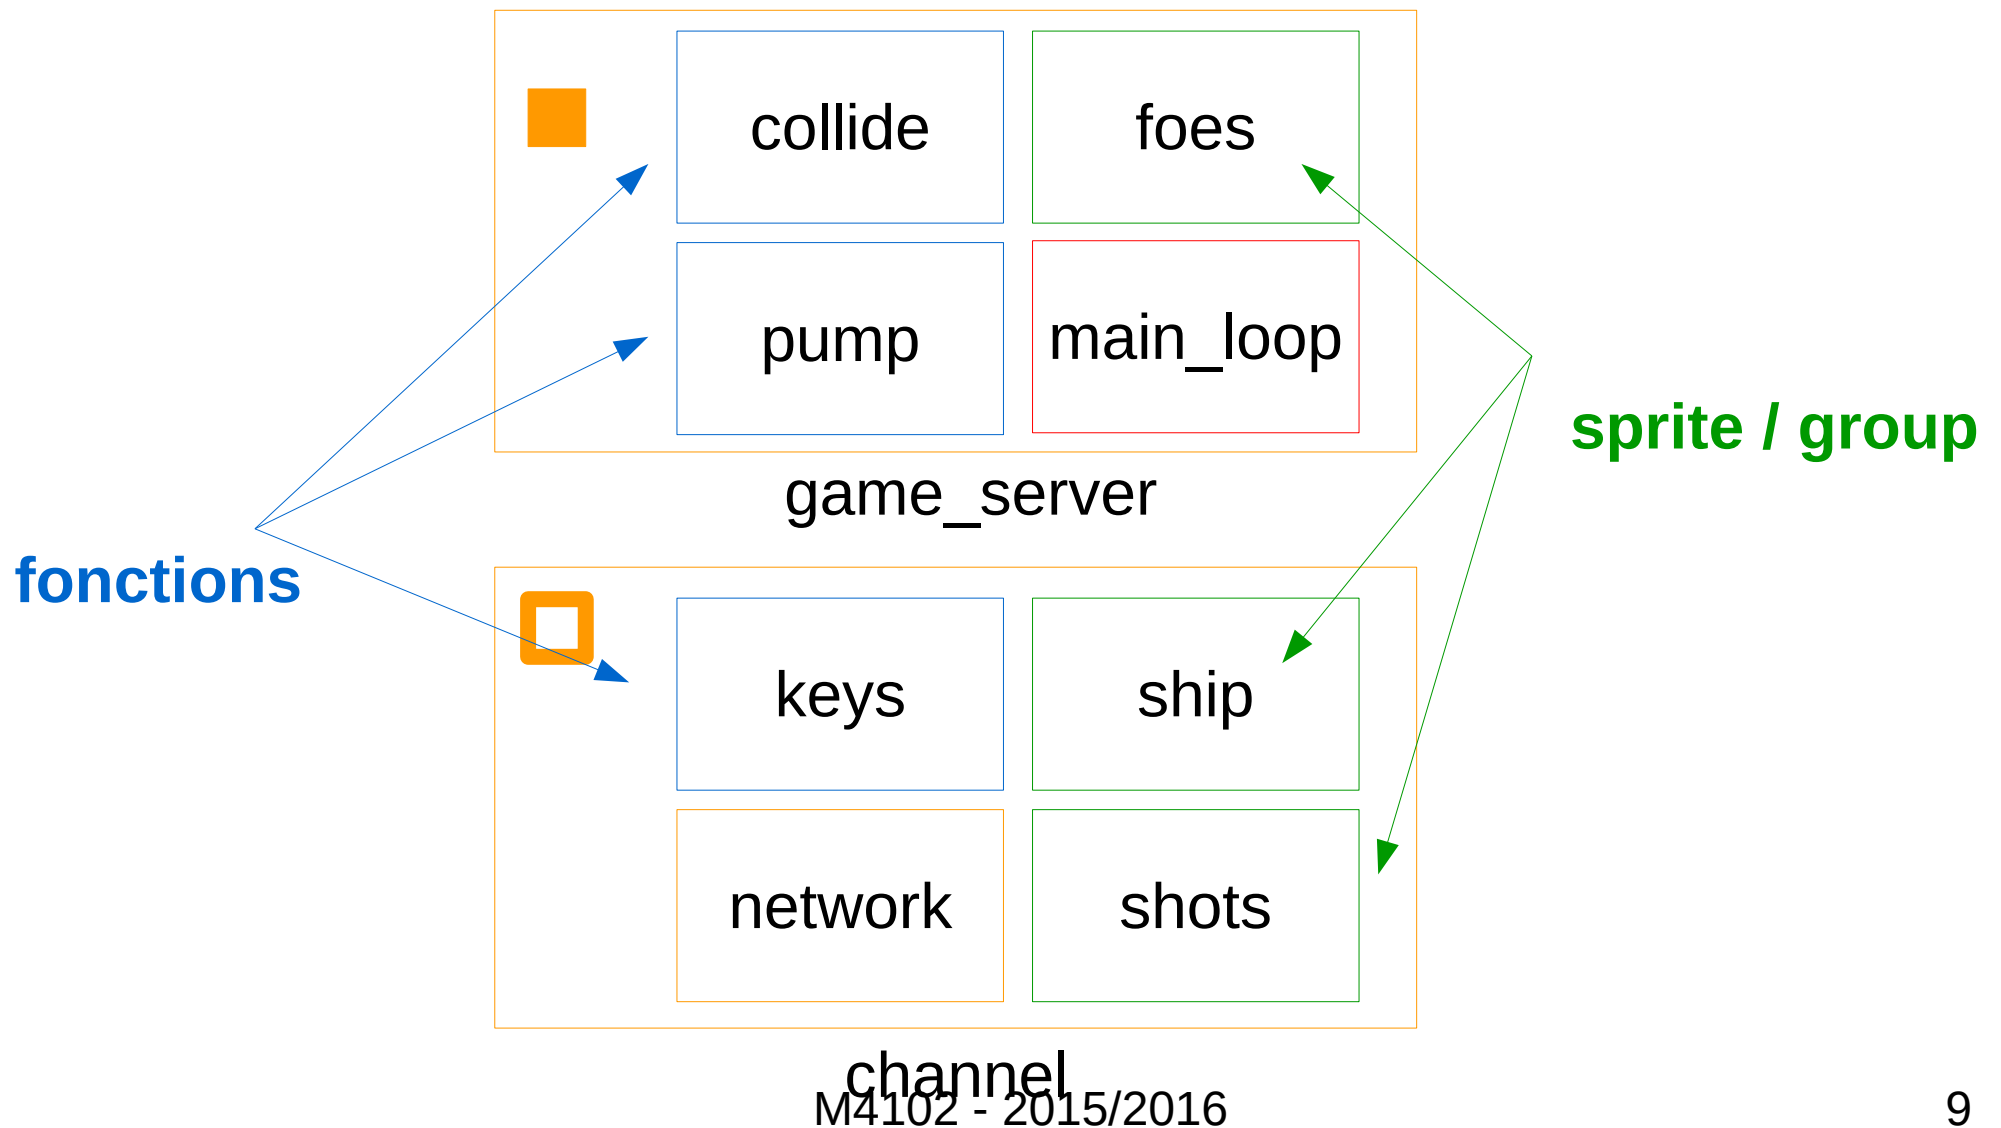 collide
foes
pump
main_loop
sprite / group
game_server
fonctions
keys
ship
network
shots
channel
M4102 - 2015/2016
9